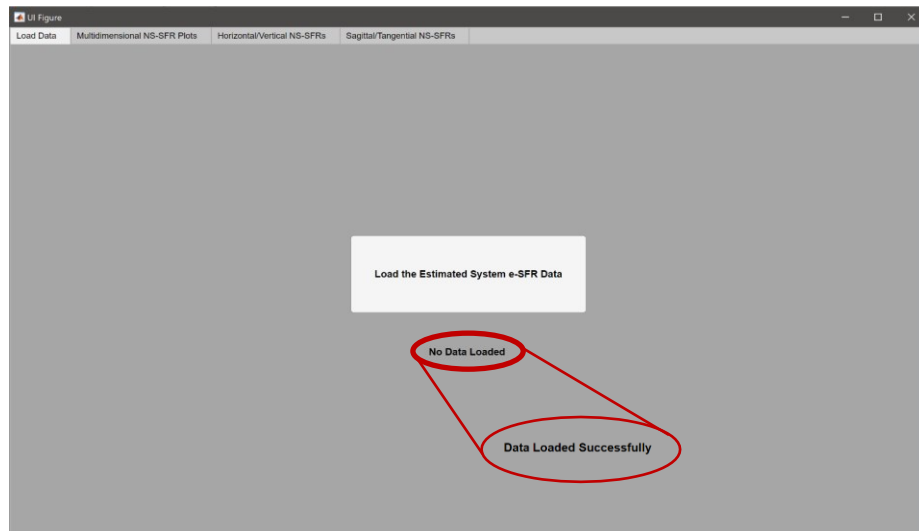 UI Figure
Load Data Multidimensional NS-SFR Plots Horizontal/Vertical NS-SFRs Sagittal/Tangential NS-SFRs
Load the Estimated System e-SFR Data
No Data Loaded
Data Loaded Successfully